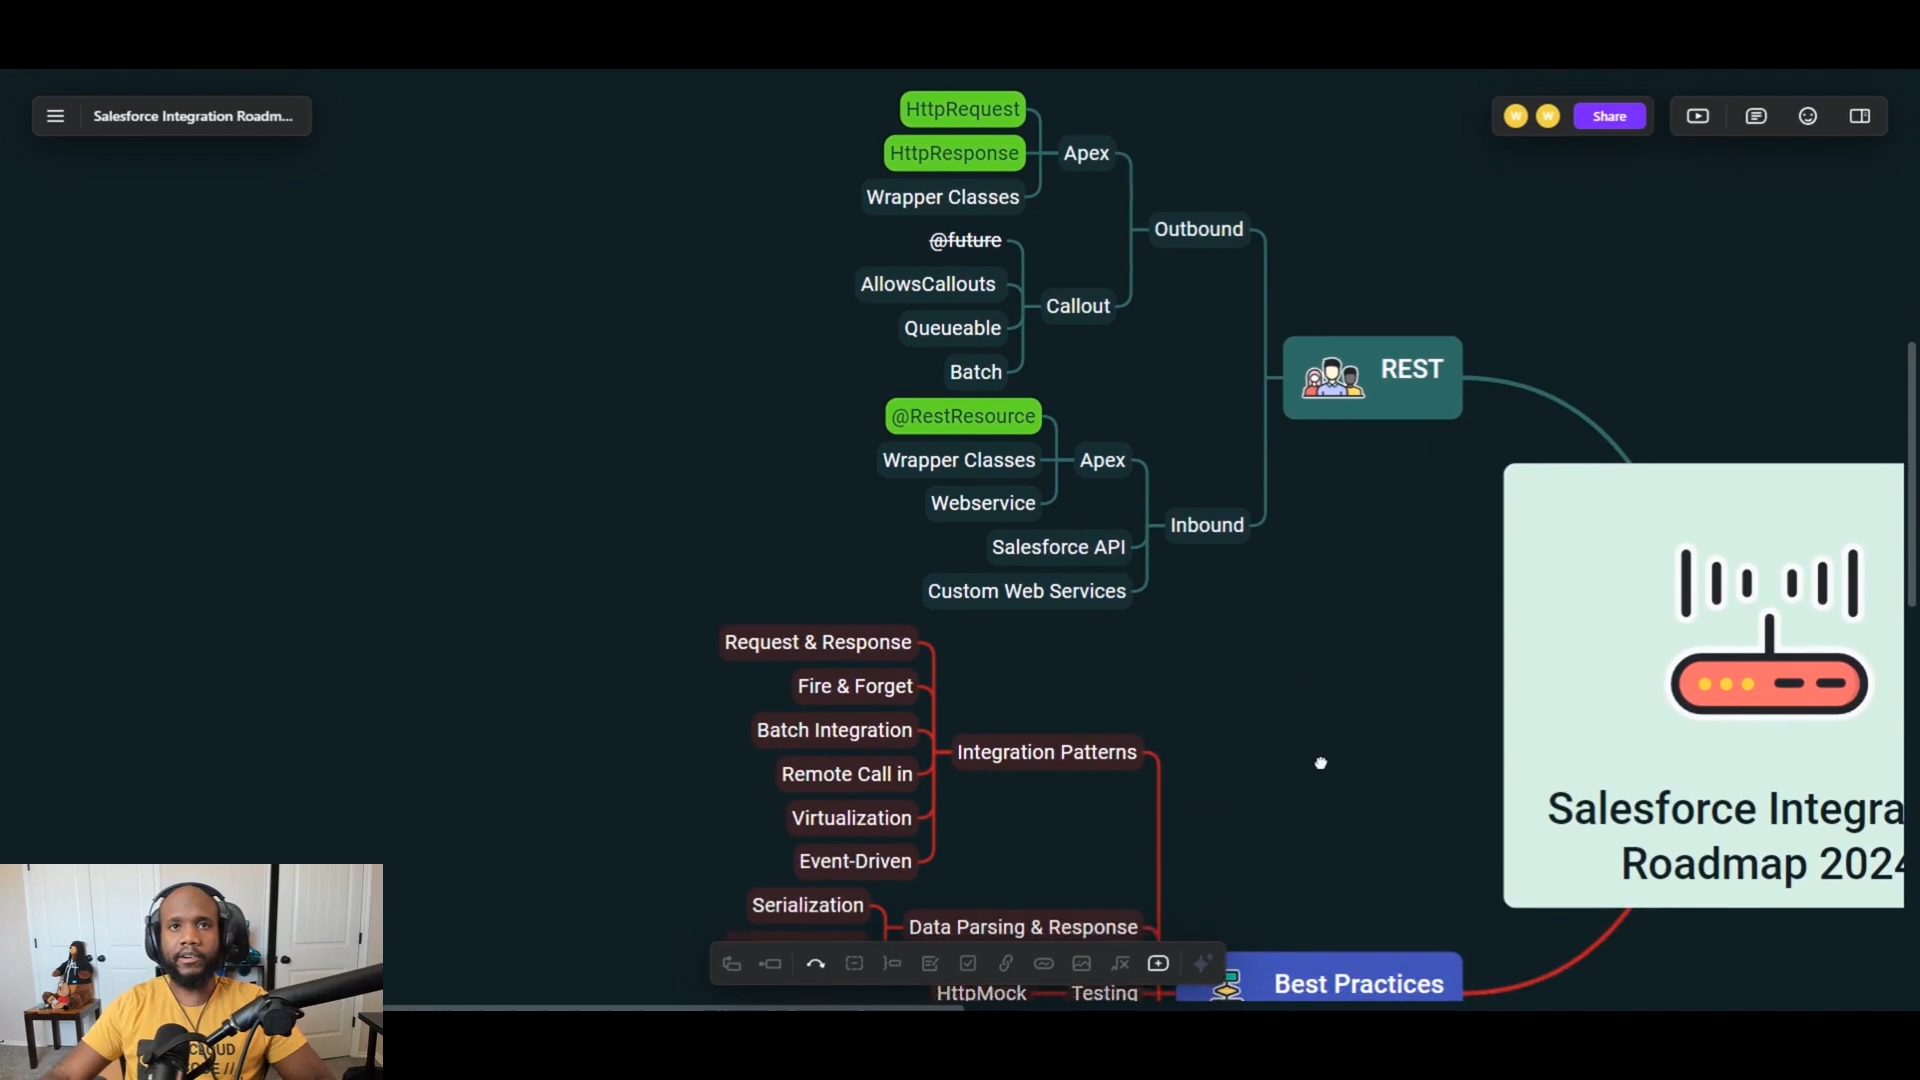 Salesforce Integration Roadm...
W W Share
HttpRequest
HttpResponse
Apex
Wrapper Classes
@future
Outbound
AllowsCallouts
Callout
Queueable
Batch
REST
@RestResource
Wrapper Classes
Apex
Webservice
Inbound
Salesforce API
Custom Web Services
Request & Response
Fire & Forget
Batch Integration
Integration Patterns
Remote Call in
Virtualization
Event-Driven
Salesforce Integra
Roadmap 2024
Serialization
Data Parsing & Response
HttpMock
Testing
Best Practices
CLOUD
CODE //